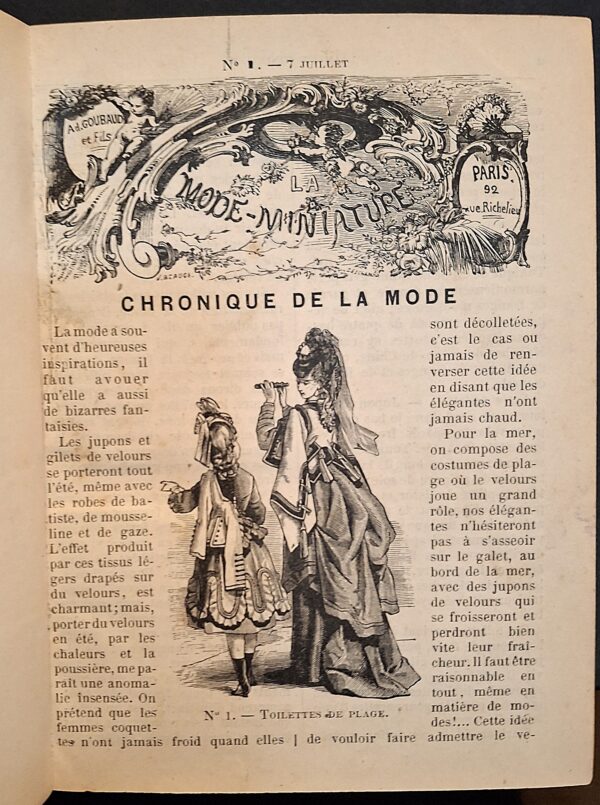 Nº 1. — 7 JUILLET
Ad. GOUBAUD
et Fils
LA
MODE-MINIATURE
PARIS.
92
rue Richelieu
CHRONIQUE DE LA MODE
La mode a sou-
vent d'heureuses
inspirations, il
faut avouer
qu'elle a aussi
de bizarres fan-
taisies.
Les jupons et
gilets de velours
se porteront tout
l'été, même avec
les robes de ba-
tiste, de mousse-
line et de gaze.
L'effet produit
par ces tissus lé-
gers drapés sur
du velours, est
charmant; mais,
porter du velours
en été, par les
chaleurs et la
poussière, me pa-
raît une anoma-
lie insensée. On
prétend que les
femmes coquet-
tes n'ont jamais froid quand elles
Nº 1. — TOILETTES DE PLAGE.
sont décolletées,
c'est le cas ou
jamais de ren-
verser cette idée
en disant que les
élégantes n'ont
jamais chaud.
Pour la mer,
on compose des
costumes de pla-
ge où le velours
joue un grand
rôle, nos élégan-
tes n'hésiteront
pas à s'asseoir
sur le galet, au
bord de la mer,
avec des jupons
de velours qui
se froisseront et
perdront bien
vite leur fraî-
cheur. Il faut être
raisonnable en
tout, même en
matière de mo-
des!... Cette idée
de vouloir faire admettre le ve-